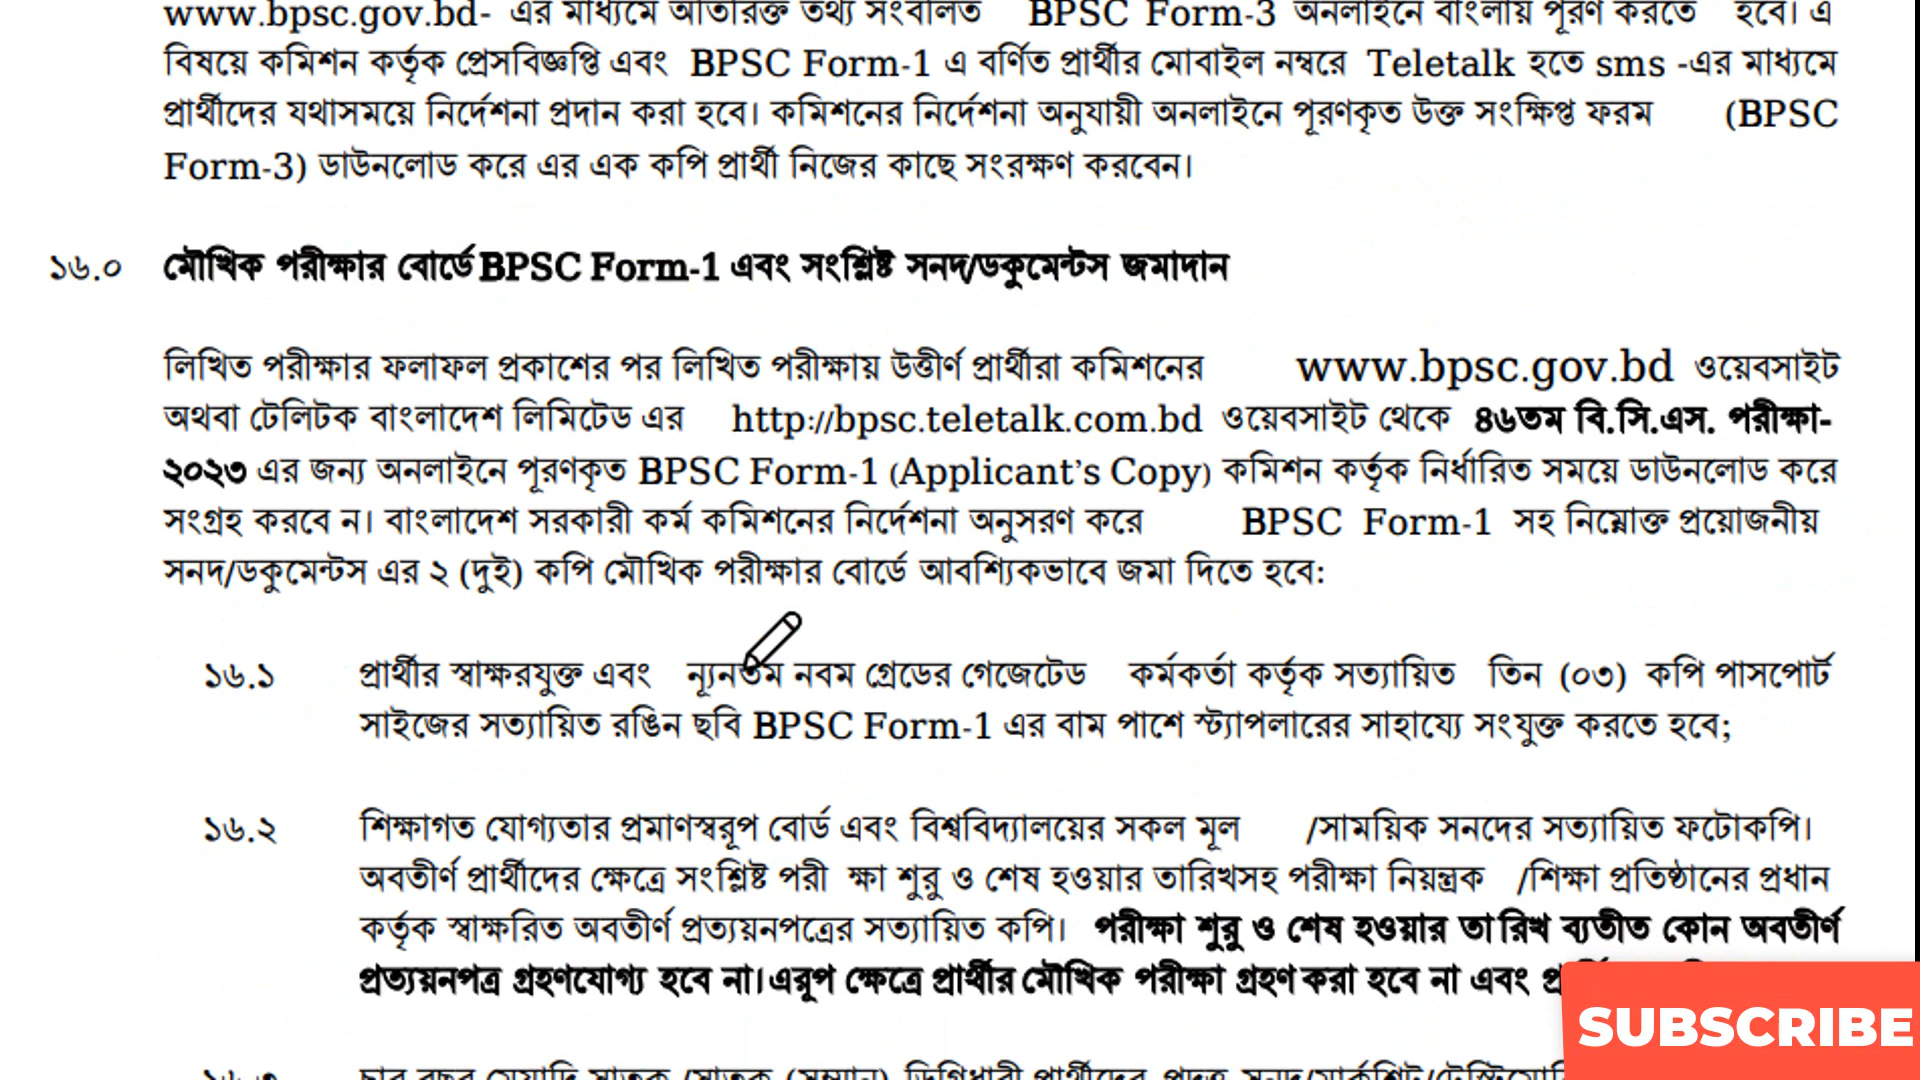 www.bpsc.gov.bd- এর মাধ্যমে অতিরিক্ত তথ্য সংবলিত BPSC Form-3 অনলাইনে বাংলায় পূরণ করতে হবে। এ
বিষয়ে কমিশন কর্তৃক প্রেসবিজ্ঞপ্তি এবং BPSC Form-1 এ বর্ণিত প্রার্থীর মোবাইল নম্বরে Teletalk হতে sms -এর মাধ্যমে
প্রার্থীদের যথাসময়ে নির্দেশনা প্রদান করা হবে। কমিশনের নির্দেশনা অনুযায়ী অনলাইনে পূরণকৃত উক্ত সংক্ষিপ্ত ফরম (BPSC
Form-3) ডাউনলোড করে এর এক কপি প্রার্থী নিজের কাছে সংরক্ষণ করবেন।
১৬.০ মৌখিক পরীক্ষার বোর্ডে BPSC Form-1 এবং সংশ্লিষ্ট সনদ/ডকুমেন্টস জমাদান
লিখিত পরীক্ষার ফলাফল প্রকাশের পর লিখিত পরীক্ষায় উত্তীর্ণ প্রার্থীরা কমিশনের www.bpsc.gov.bd ওয়েবসাইট
অথবা টেলিটক বাংলাদেশ লিমিটেড এর http://bpsc.teletalk.com.bd ওয়েবসাইট থেকে ৪৬তম বি.সি.এস. পরীক্ষা-
২০২৩ এর জন্য অনলাইনে পূরণকৃত BPSC Form-1 (Applicant’s Copy) কমিশন কর্তৃক নির্ধারিত সময়ে ডাউনলোড করে
সংগ্রহ করবে ন। বাংলাদেশ সরকারী কর্ম কমিশনের নির্দেশনা অনুসরণ করে BPSC Form-1 সহ নিম্নোক্ত প্রয়োজনীয়
সনদ/ডকুমেন্টস এর ২ (দুই) কপি মৌখিক পরীক্ষার বোর্ডে আবশ্যিকভাবে জমা দিতে হবে:
১৬.১ প্রার্থীর স্বাক্ষরযুক্ত এবং ন্যূনতম নবম গ্রেডের গেজেটেড কর্মকর্তা কর্তৃক সত্যায়িত তিন (০৩) কপি পাসপোর্ট
সাইজের সত্যায়িত রঙিন ছবি BPSC Form-1 এর বাম পাশে স্ট্যাপলারের সাহায্যে সংযুক্ত করতে হবে;
১৬.২ শিক্ষাগত যোগ্যতার প্রমাণস্বরূপ বোর্ড এবং বিশ্ববিদ্যালয়ের সকল মূল /সাময়িক সনদের সত্যায়িত ফটোকপি।
অবতীর্ণ প্রার্থীদের ক্ষেত্রে সংশ্লিষ্ট পরী ক্ষা শুরু ও শেষ হওয়ার তারিখসহ পরীক্ষা নিয়ন্ত্রক /শিক্ষা প্রতিষ্ঠানের প্রধান
কর্তৃক স্বাক্ষরিত অবতীর্ণ প্রত্যয়নপত্রের সত্যায়িত কপি। পরীক্ষা শুরু ও শেষ হওয়ার তারিখ ব্যতীত কোন অবতীর্ণ
প্রত্যয়নপত্র গ্রহণযোগ্য হবে না। এরূপ ক্ষেত্রে প্রার্থীর মৌখিক পরীক্ষা গ্রহণ করা হবে না এবং
SUBSCRIBE
১৬.৩ চার বছর মেয়াদি স্নাতক /স্নাতক (সম্মান) ডিগ্রিধারী প্রার্থীদের প্রদত্ত সনদ/মার্কশিট